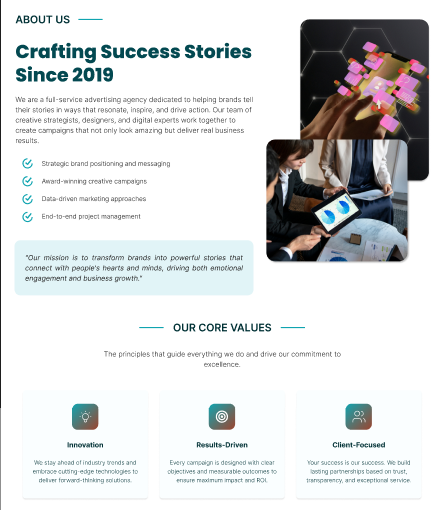 ABOUT US
Crafting Success Stories
Since 2019
We are a full-service advertising agency dedicated to helping brands tell
their stories in ways that resonate, inspire, and drive action. Our team of
creative strategists, designers, and digital experts work together to
create campaigns that not only look amazing but deliver real business
results.
Strategic brand positioning and messaging
Award-winning creative campaigns
Data-driven marketing approaches
End-to-end project management
"Our mission is to transform brands into powerful stories that
connect with people's hearts and minds, driving both emotional
engagement and business growth."
OUR CORE VALUES
The principles that guide everything we do and drive our commitment to
excellence.
Innovation
We stay ahead of industry trends and
embrace cutting-edge technologies to
deliver forward-thinking solutions.
Results-Driven
Every campaign is designed with clear
objectives and measurable outcomes to
ensure maximum impact and ROI.
Client-Focused
Your success is our success. We build
lasting partnerships based on trust,
transparency, and exceptional service